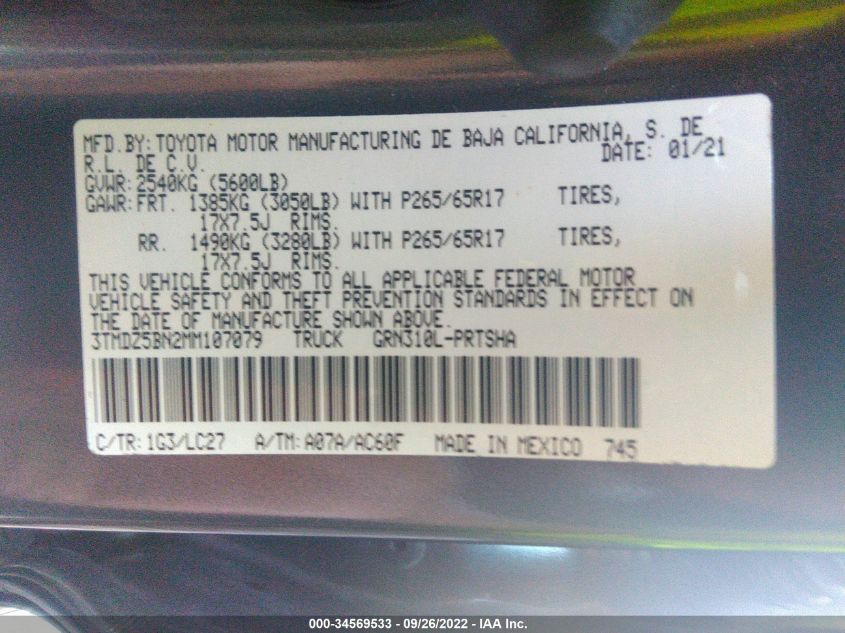 MFD.BY:TOYOTA MOTOR MANUFACTURING DE BAJA CALIFORNIA, S. DE
R.L. DE C.V. DATE: 01/21
GVWR:2540KG (5600LB)
GAWR:FRT. 1385KG (3050LB) WITH P265/65R17 TIRES,
17X7.5J RIMS.
RR. 1490KG (3280LB) WITH P265/65R17 TIRES,
17X7.5J RIMS.
THIS VEHICLE CONFORMS TO ALL APPLICABLE FEDERAL MOTOR
VEHICLE SAFETY AND THEFT PREVENTION STANDARDS IN EFFECT ON
THE DATE OF MANUFACTURE SHOWN ABOVE.
3TMDZ5BN2MM107079 TRUCK GRN310L-PRTSHA
C/TR:1G3/LC27 A/TM:A07A/AC60F MADE IN MEXICO 745
000-34569533 - 09/26/2022 - IAA Inc.